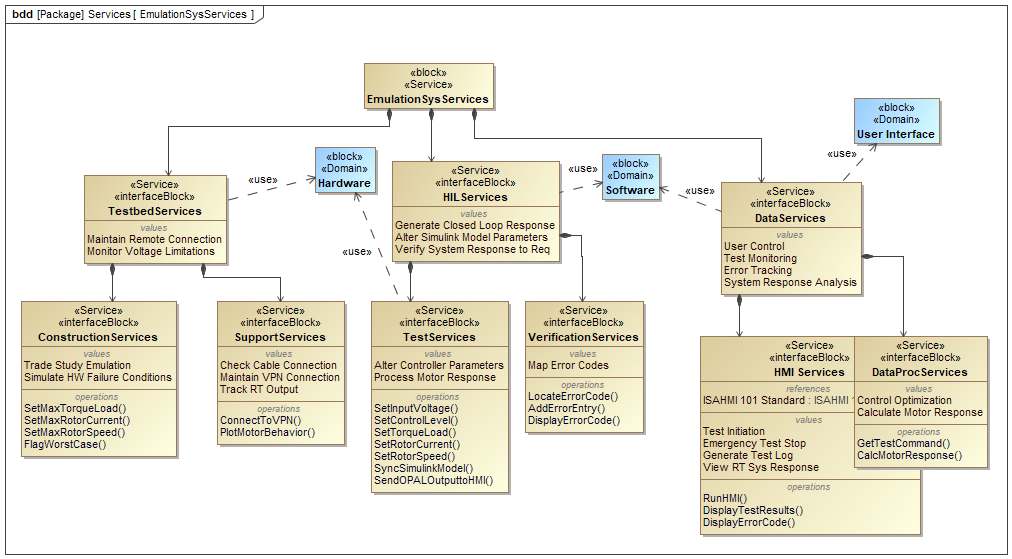 bdd [Package] Services [ EmulationSysServices ]
«block»
«Service»
EmulationSysServices
«block»
«Domain»
User Interface
«use»
«block»
«Domain»
Hardware
«use»
«use»
«block»
«Domain»
Software
«use»
«use»
«Service»
«interfaceBlock»
TestbedServices
values
Maintain Remote Connection
Monitor Voltage Limitations
«Service»
«interfaceBlock»
HILServices
values
Generate Closed Loop Response
Alter Simulink Model Parameters
Verify System Response to Req
«Service»
«interfaceBlock»
DataServices
values
User Control
Test Monitoring
Error Tracking
System Response Analysis
«Service»
«interfaceBlock»
ConstructionServices
values
Trade Study Emulation
Simulate HW Failure Conditions
operations
SetMaxTorqueLoad()
SetMaxRotorCurrent()
SetMaxRotorSpeed()
FlagWorstCase()
«Service»
«interfaceBlock»
SupportServices
values
Check Cable Connection
Maintain VPN Connection
Track RT Output
operations
ConnectToVPN()
PlotMotorBehavior()
«Service»
«interfaceBlock»
TestServices
values
Alter Controller Parameters
Process Motor Response
operations
SetInputVoltage()
SetControlLevel()
SetTorqueLoad()
SetRotorCurrent()
SetRotorSpeed()
SyncSimulinkModel()
SendOPALOutputtoHMI()
«Service»
«interfaceBlock»
VerificationServices
values
Map Error Codes
operations
LocateErrorCode()
AddErrorEntry()
DisplayErrorCode()
«Service»
«interfaceBlock»
HMI Services
references
ISAHMI 101 Standard : ISAHMI
values
Test Initiation
Emergency Test Stop
Generate Test Log
View RT Sys Response
operations
RunHMI()
DisplayTestResults()
DisplayErrorCode()
«Service»
«interfaceBlock»
DataProcServices
values
Control Optimization
Calculate Motor Response
operations
GetTestCommand()
CalcMotorResponse()